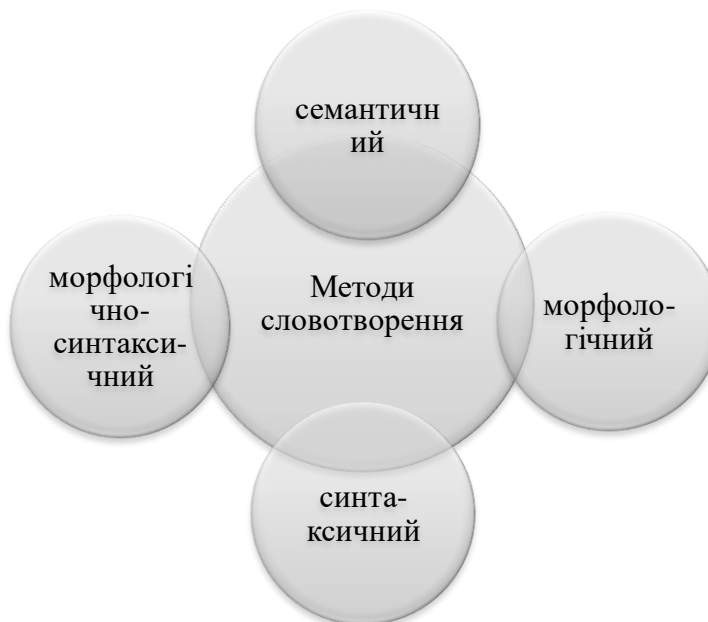 семантичн
ий
Методи
словотворення
морфологі
чно-
синтакси-
чний
морфоло-
гічний
синта-
ксичний